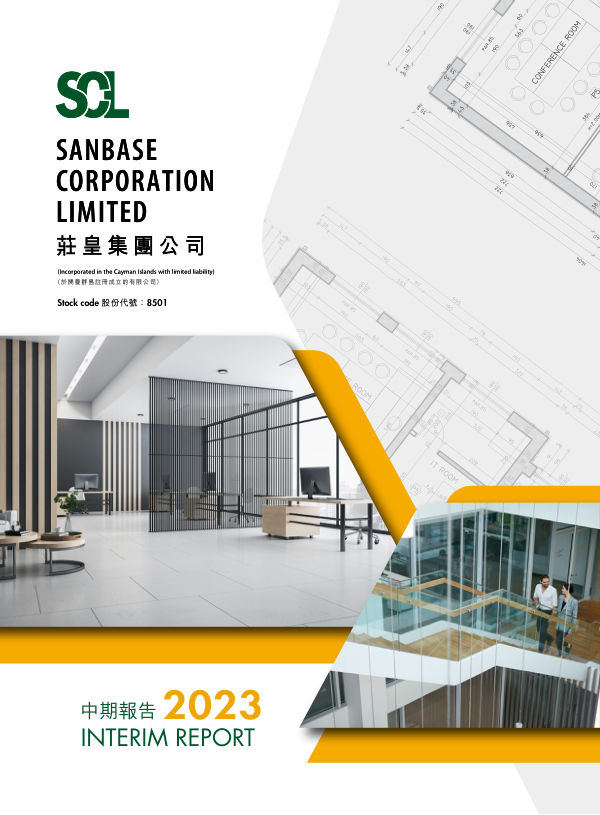 SCL
SANBASE
CORPORATION
LIMITED
莊皇集團公司
(Incorporated in the Cayman Islands with limited liability)
（於開曼群島註冊成立的有限公司）
Stock code 股份代號：8501
CONFERENCE ROOM
IT ROOM
中期報告 2023
INTERIM REPORT